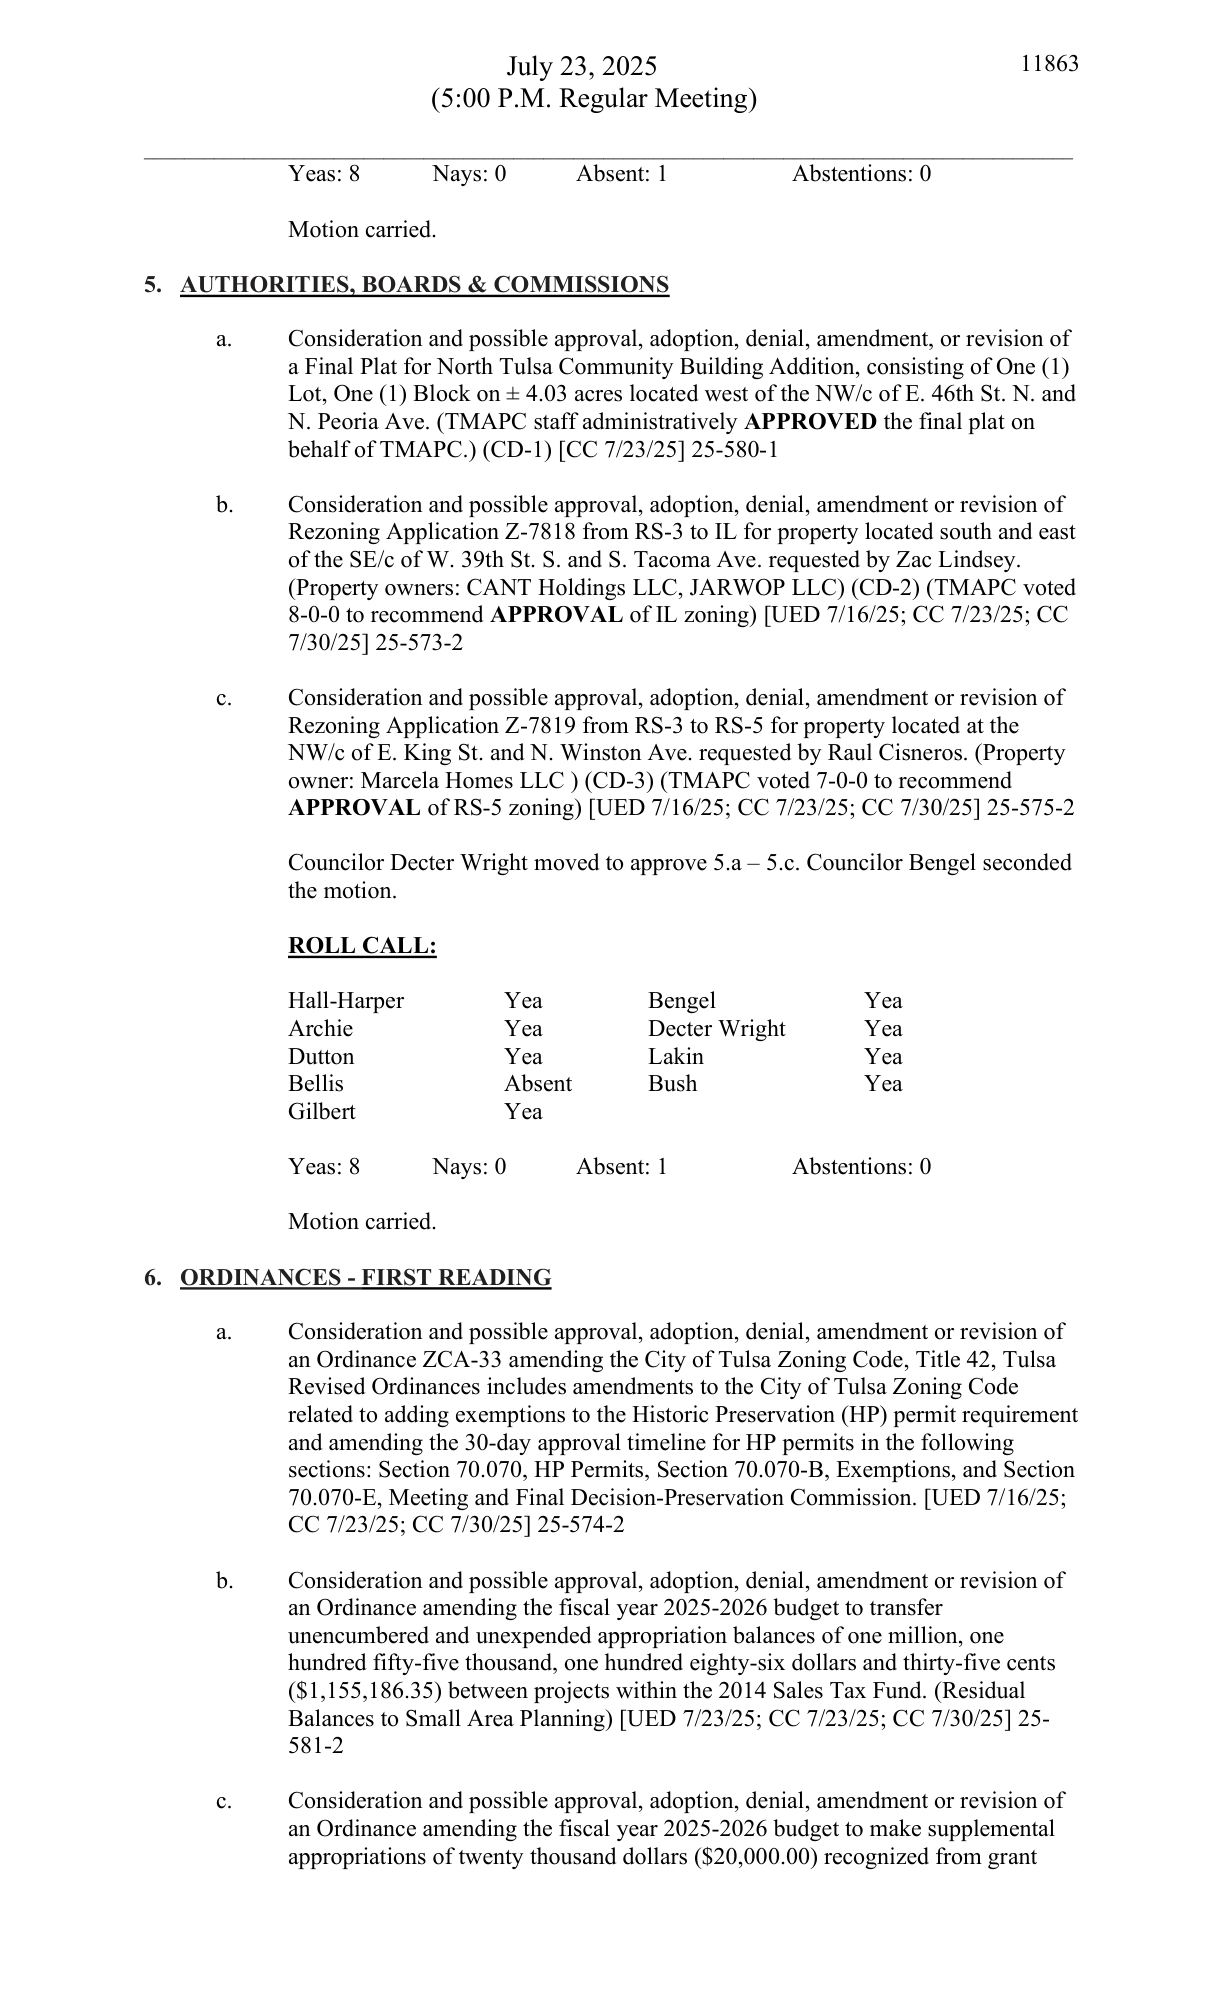 July 23, 2025
11863
(5:00 P.M. Regular Meeting)
Yeas: 8 Nays: 0 Absent: 1 Abstentions: 0
Motion carried.
5. AUTHORITIES, BOARDS & COMMISSIONS
a. Consideration and possible approval, adoption, denial, amendment, or revision of
a Final Plat for North Tulsa Community Building Addition, consisting of One (1)
Lot, One (1) Block on ± 4.03 acres located west of the NW/c of E. 46th St. N. and
N. Peoria Ave. (TMAPC staff administratively APPROVED the final plat on
behalf of TMAPC.) (CD-1) [CC 7/23/25] 25-580-1
b. Consideration and possible approval, adoption, denial, amendment or revision of
Rezoning Application Z-7818 from RS-3 to IL for property located south and east
of the SE/c of W. 39th St. S. and S. Tacoma Ave. requested by Zac Lindsey.
(Property owners: CANT Holdings LLC, JARWOP LLC) (CD-2) (TMAPC voted
8-0-0 to recommend APPROVAL of IL zoning) [UED 7/16/25; CC 7/23/25; CC
7/30/25] 25-573-2
c. Consideration and possible approval, adoption, denial, amendment or revision of
Rezoning Application Z-7819 from RS-3 to RS-5 for property located at the
NW/c of E. King St. and N. Winston Ave. requested by Raul Cisneros. (Property
owner: Marcela Homes LLC ) (CD-3) (TMAPC voted 7-0-0 to recommend
APPROVAL of RS-5 zoning) [UED 7/16/25; CC 7/23/25; CC 7/30/25] 25-575-2
Councilor Decter Wright moved to approve 5.a – 5.c. Councilor Bengel seconded
the motion.
ROLL CALL:
Hall-Harper Yea Bengel Yea
Archie Yea Decter Wright Yea
Dutton Yea Lakin Yea
Bellis Absent Bush Yea
Gilbert Yea
Yeas: 8 Nays: 0 Absent: 1 Abstentions: 0
Motion carried.
6. ORDINANCES - FIRST READING
a. Consideration and possible approval, adoption, denial, amendment or revision of
an Ordinance ZCA-33 amending the City of Tulsa Zoning Code, Title 42, Tulsa
Revised Ordinances includes amendments to the City of Tulsa Zoning Code
related to adding exemptions to the Historic Preservation (HP) permit requirement
and amending the 30-day approval timeline for HP permits in the following
sections: Section 70.070, HP Permits, Section 70.070-B, Exemptions, and Section
70.070-E, Meeting and Final Decision-Preservation Commission. [UED 7/16/25;
CC 7/23/25; CC 7/30/25] 25-574-2
b. Consideration and possible approval, adoption, denial, amendment or revision of
an Ordinance amending the fiscal year 2025-2026 budget to transfer
unencumbered and unexpended appropriation balances of one million, one
hundred fifty-five thousand, one hundred eighty-six dollars and thirty-five cents
($1,155,186.35) between projects within the 2014 Sales Tax Fund. (Residual
Balances to Small Area Planning) [UED 7/23/25; CC 7/23/25; CC 7/30/25] 25-
581-2
c. Consideration and possible approval, adoption, denial, amendment or revision of
an Ordinance amending the fiscal year 2025-2026 budget to make supplemental
appropriations of twenty thousand dollars ($20,000.00) recognized from grant